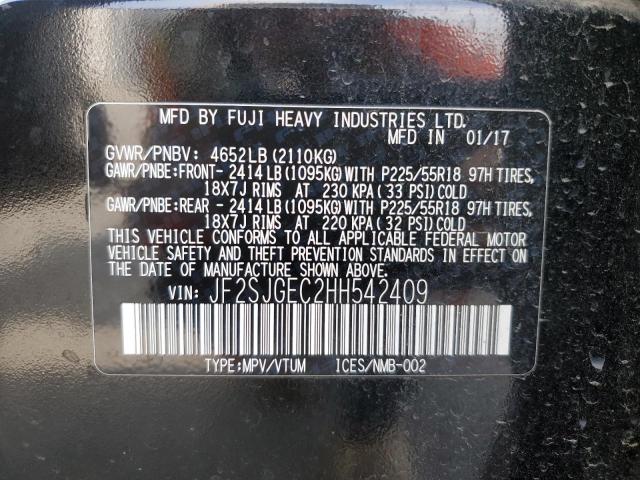 MFD BY FUJI HEAVY INDUSTRIES LTD.
MFD IN 01/17
GVWR/PNBV: 4652LB(2110KG)
GAWR/PNBE:FRONT- 2414LB(1095KG)WITH P225/55R18 97H TIRES,
18X7J RIMS AT 230 KPA(33 PSI)COLD
GAWR/PNBE:REAR - 2414LB(1095KG)WITH P225/55R18 97H TIRES,
18X7J RIMS AT 220 KPA(32 PSI)COLD
THIS VEHICLE CONFORMS TO ALL APPLICABLE FEDERAL MOTOR
VEHICLE SAFETY AND THEFT PREVENTION STANDARDS IN EFFECT
ON THE DATE OF MANUFACTURE SHOWN ABOVE.
VIN: JF2SJGEC2HH542409
TYPE:MPV/VTUM ICES/NMB-002